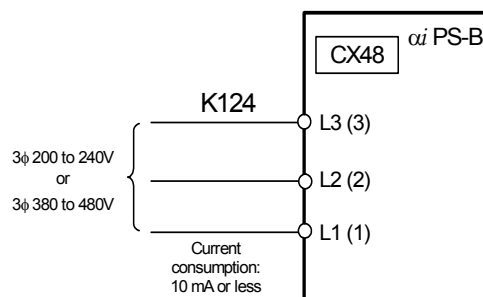 αi PS-B
CX48
K124
L3 (3)
3ϕ 200 to 240V
or
3ϕ 380 to 480V
L2 (2)
L1 (1)
Current
consumption:
10 mA or less